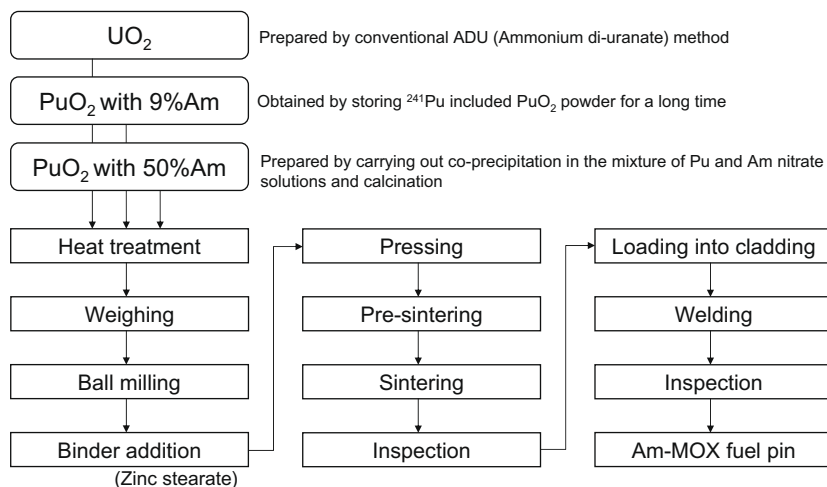 UO₂
Prepared by conventional ADU (Ammonium di-uranate) method
PuO₂ with 9%Am
Obtained by storing ²⁴¹Pu included PuO₂ powder for a long time
PuO₂ with 50%Am
Prepared by carrying out co-precipitation in the mixture of Pu and Am nitrate
solutions and calcination
Heat treatment
Weighing
Ball milling
Binder addition
(Zinc stearate)
Pressing
Pre-sintering
Sintering
Inspection
Loading into cladding
Welding
Inspection
Am-MOX fuel pin